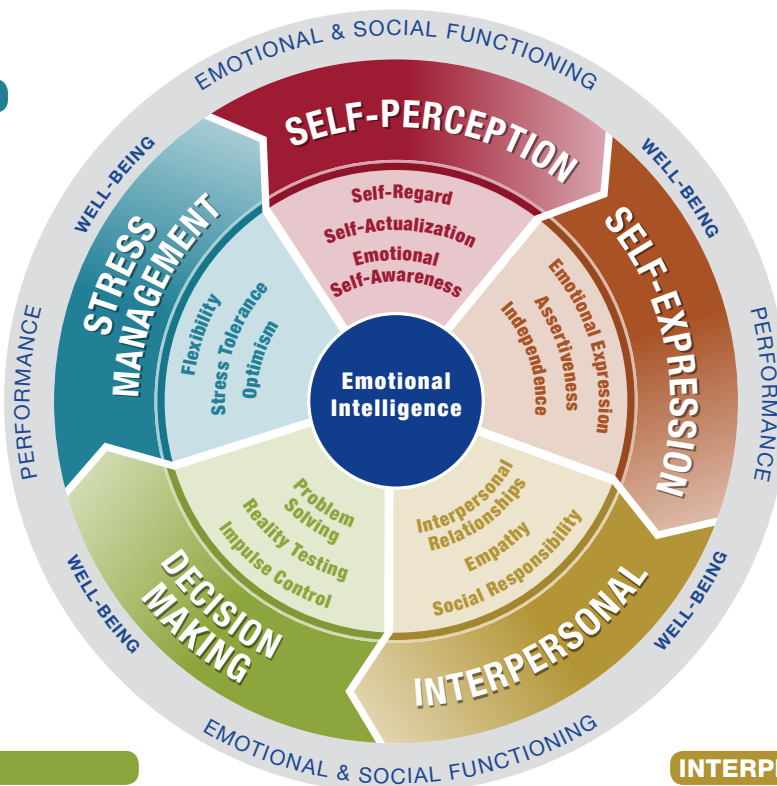 EMOTIONAL & SOCIAL FUNCTIONING
WELL-BEING
PERFORMANCE
WELL-BEING
EMOTIONAL & SOCIAL FUNCTIONING
WELL-BEING
PERFORMANCE
WELL-BEING
SELF-PERCEPTION
Self-Regard
Self-Actualization
Emotional
Self-Awareness
SELF-EXPRESSION
Emotional Expression
Assertiveness
Independence
INTERPERSONAL
Interpersonal
Relationships
Empathy
Social Responsibility
DECISION
MAKING
Problem
Solving
Reality Testing
Impulse Control
STRESS
MANAGEMENT
Flexibility
Stress Tolerance
Optimism
Emotional
Intelligence